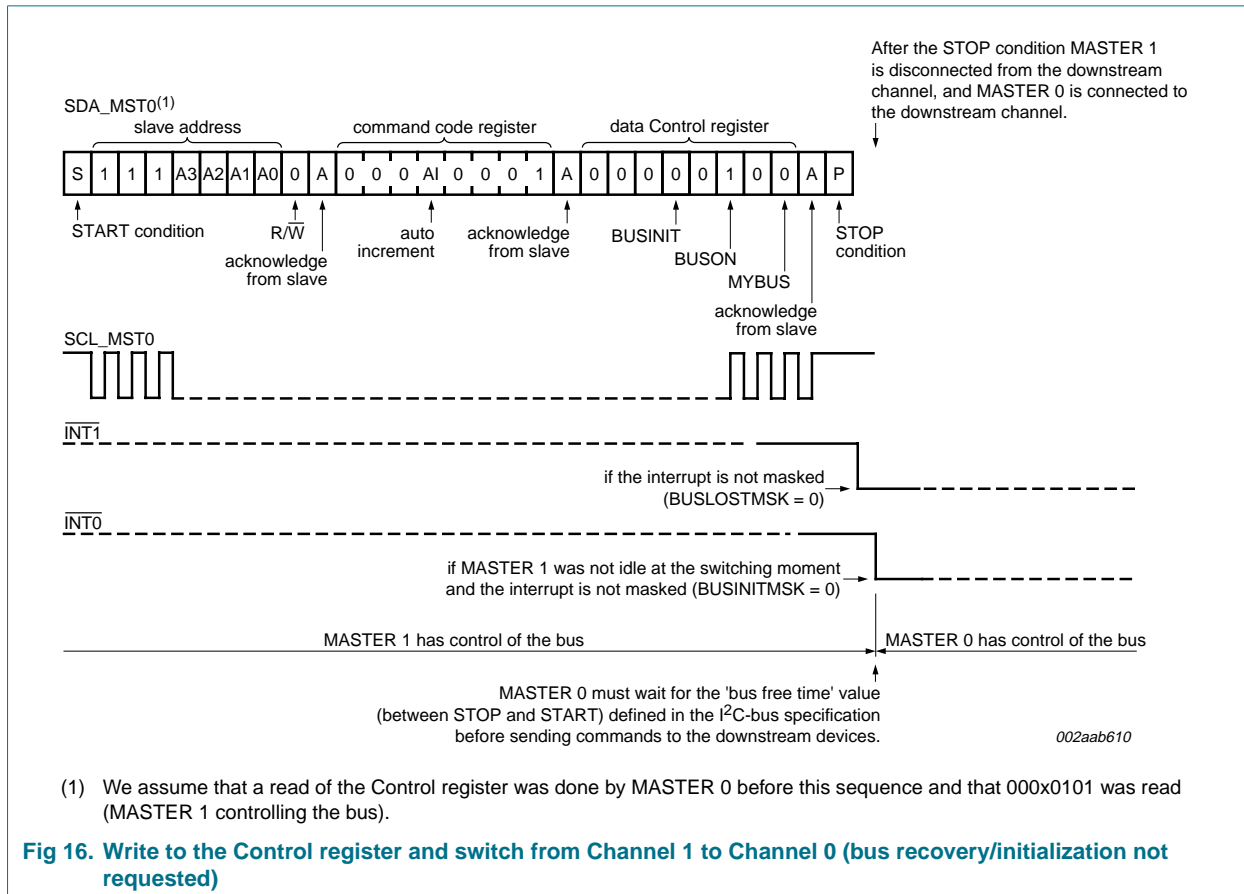 After the STOP condition MASTER 1
is disconnected from the downstream
channel, and MASTER 0 is connected to
the downstream channel.
SDA_MST0(1)
slave address
command code register
data Control register
S 1 1 1 A3 A2 A1 A0 0 A 0 0 0 AI 0 0 0 1 A 0 0 0 0 0 1 0 0 A P
START condition
R/W
acknowledge
from slave
auto
increment
acknowledge
from slave
BUSINIT
BUSON
MYBUS
acknowledge
from slave
STOP
condition
SCL_MST0
INT1
if the interrupt is not masked
(BUSLOSTMSK = 0)
INT0
if MASTER 1 was not idle at the switching moment
and the interrupt is not masked (BUSINITMSK = 0)
MASTER 1 has control of the bus
MASTER 0 has control of the bus
MASTER 0 must wait for the 'bus free time' value
(between STOP and START) defined in the I2C-bus specification
before sending commands to the downstream devices.
002aab610
(1) We assume that a read of the Control register was done by MASTER 0 before this sequence and that 000x0101 was read
(MASTER 1 controlling the bus).
Fig 16. Write to the Control register and switch from Channel 1 to Channel 0 (bus recovery/initialization not
requested)